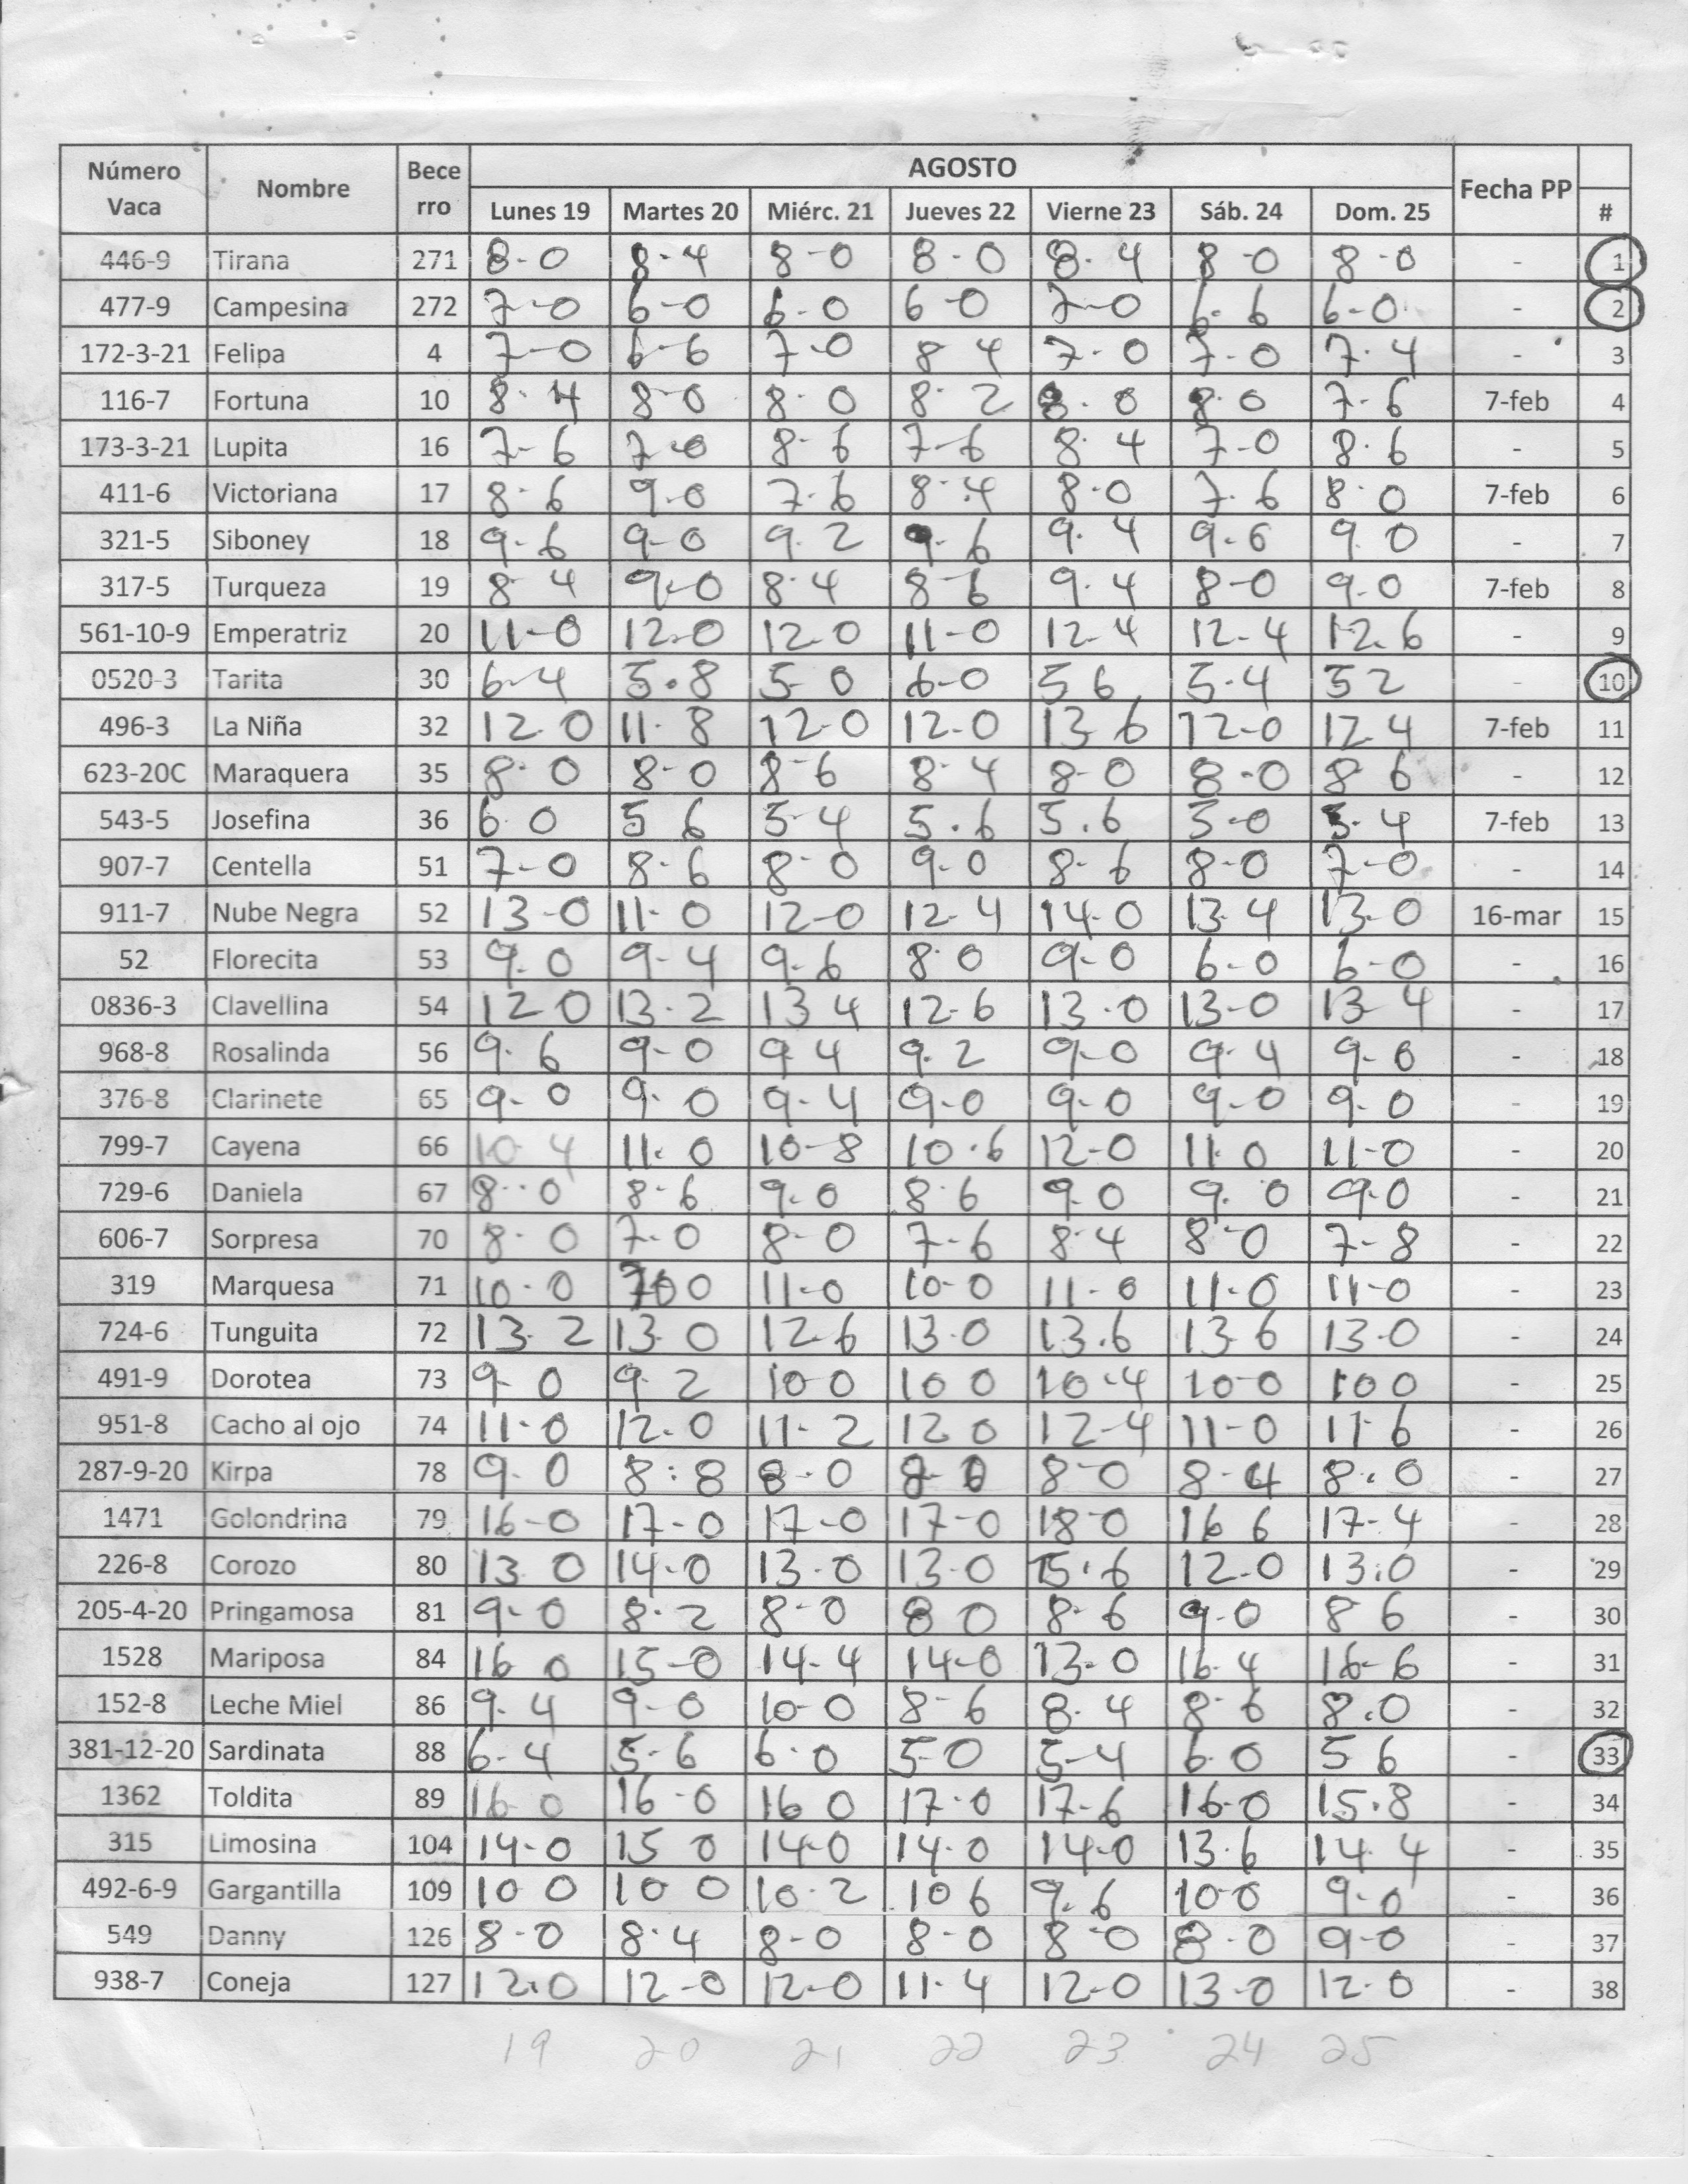 Número Vaca Nombre Bece rro AGOSTO Fecha PP #
Lunes 19 Martes 20 Miérc. 21 Jueves 22 Vierne 23 Sáb. 24 Dom. 25
446-9 Tirana 271 8-0 8-4 8-0 8-0 8-4 8-0 8-0 - 1
477-9 Campesina 272 7-0 6-0 6-0 6-0 7-0 6-6 6-0 - 2
172-3-21 Felipa 4 7-0 6-6 7-0 8 4 7-0 7-0 7-4 - 3
116-7 Fortuna 10 8-4 8-0 8-0 8-2 8-0 8-0 7-6 7-feb 4
173-3-21 Lupita 16 7-6 7-0 8-6 7-6 8-4 7-0 8-6 - 5
411-6 Victoriana 17 8-6 9-0 7-6 8-4 8-0 7-6 8-0 7-feb 6
321-5 Siboney 18 9-6 9-0 9.2 9-6 9.4 9-6 9.0 - 7
317-5 Turqueza 19 8-4 9-0 8-4 8-6 9.4 8-0 9-0 7-feb 8
561-10-9 Emperatriz 20 11-0 12-0 12-0 11-0 12-4 12-4 12.6 - 9
0520-3 Tarita 30 6-4 5.8 5-0 6-0 5 6 5-4 5 2 - 10
496-3 La Niña 32 12 0 11-8 12-0 12-0 13 6 12-0 12 4 7-feb 11
623-20C Maraquera 35 8-0 8-0 8-6 8-4 8-0 8-0 8 6 - 12
543-5 Josefina 36 6 0 5 6 5-4 5.6 5.6 5-0 5-4 7-feb 13
907-7 Centella 51 7-0 8-6 8-0 9-0 8-6 8-0 7-0 - 14
911-7 Nube Negra 52 13-0 11-0 12-0 12-4 14-0 13-4 13-0 16-mar 15
52 Florecita 53 9.0 9-4 9-6 8-0 9-0 6-0 6-0 - 16
0836-3 Clavellina 54 12 0 13-2 13 4 12-6 13-0 13-0 13-4 - 17
968-8 Rosalinda 56 9-6 9-0 9 4 9.2 9-0 9-4 9-0 - 18
376-8 Clarinete 65 9-0 9-0 9-4 9-0 9-0 9-0 9-0 - 19
799-7 Cayena 66 10 4 11-0 10-8 10.6 12-0 11 0 11-0 - 20
729-6 Daniela 67 8-0 8-6 9-0 8-6 9.0 9.0 9.0 - 21
606-7 Sorpresa 70 8-0 7-0 8-0 7-6 8-4 8-0 7-8 - 22
319 Marquesa 71 10-0 0 11-0 10-0 11-0 11-0 11-0 - 23
724-6 Tunguita 72 13-2 13 0 12 6 13-0 13.6 13 6 13-0 - 24
491-9 Dorotea 73 9-0 9 2 10 0 10 0 10-4 10-0 10 0 - 25
951-8 Cacho al ojo 74 11-0 12-0 11-2 12 0 12-4 11-0 11-6 - 26
287-9-20 Kirpa 78 9-0 8-8 8-0 8-0 8-0 8-4 8.0 - 27
1471 Golondrina 79 16-0 17-0 17-0 17-0 18 0 16 6 17-4 - 28
226-8 Corozo 80 13 0 14-0 13-0 13-0 15.6 12-0 13.0 - 29
205-4-20 Pringamosa 81 9-0 8-2 8-0 8 0 8-6 9-0 8 6 - 30
1528 Mariposa 84 16 0 15-0 14-4 14-0 13-0 16-4 16-6 - 31
152-8 Leche Miel 86 9-4 9-0 10-0 8-6 8-4 8-6 8.0 - 32
381-12-20 Sardinata 88 6-4 5-6 6-0 5-0 5-4 6-0 5 6 - 33
1362 Toldita 89 16 0 16-0 16 0 17-0 17-6 16-0 15.8 - 34
315 Limosina 104 14-0 15 0 14-0 14-0 14-0 13-6 14 4 - 35
492-6-9 Gargantilla 109 10 0 10 0 10-2 10 6 9.6 10-0 9-0 - 36
549 Danny 126 8-0 8-4 8-0 8-0 8-0 8-0 9-0 - 37
938-7 Coneja 127 12.0 12-0 12-0 11-4 12-0 13-0 12-0 - 38
19 20 21 22 23 24 25